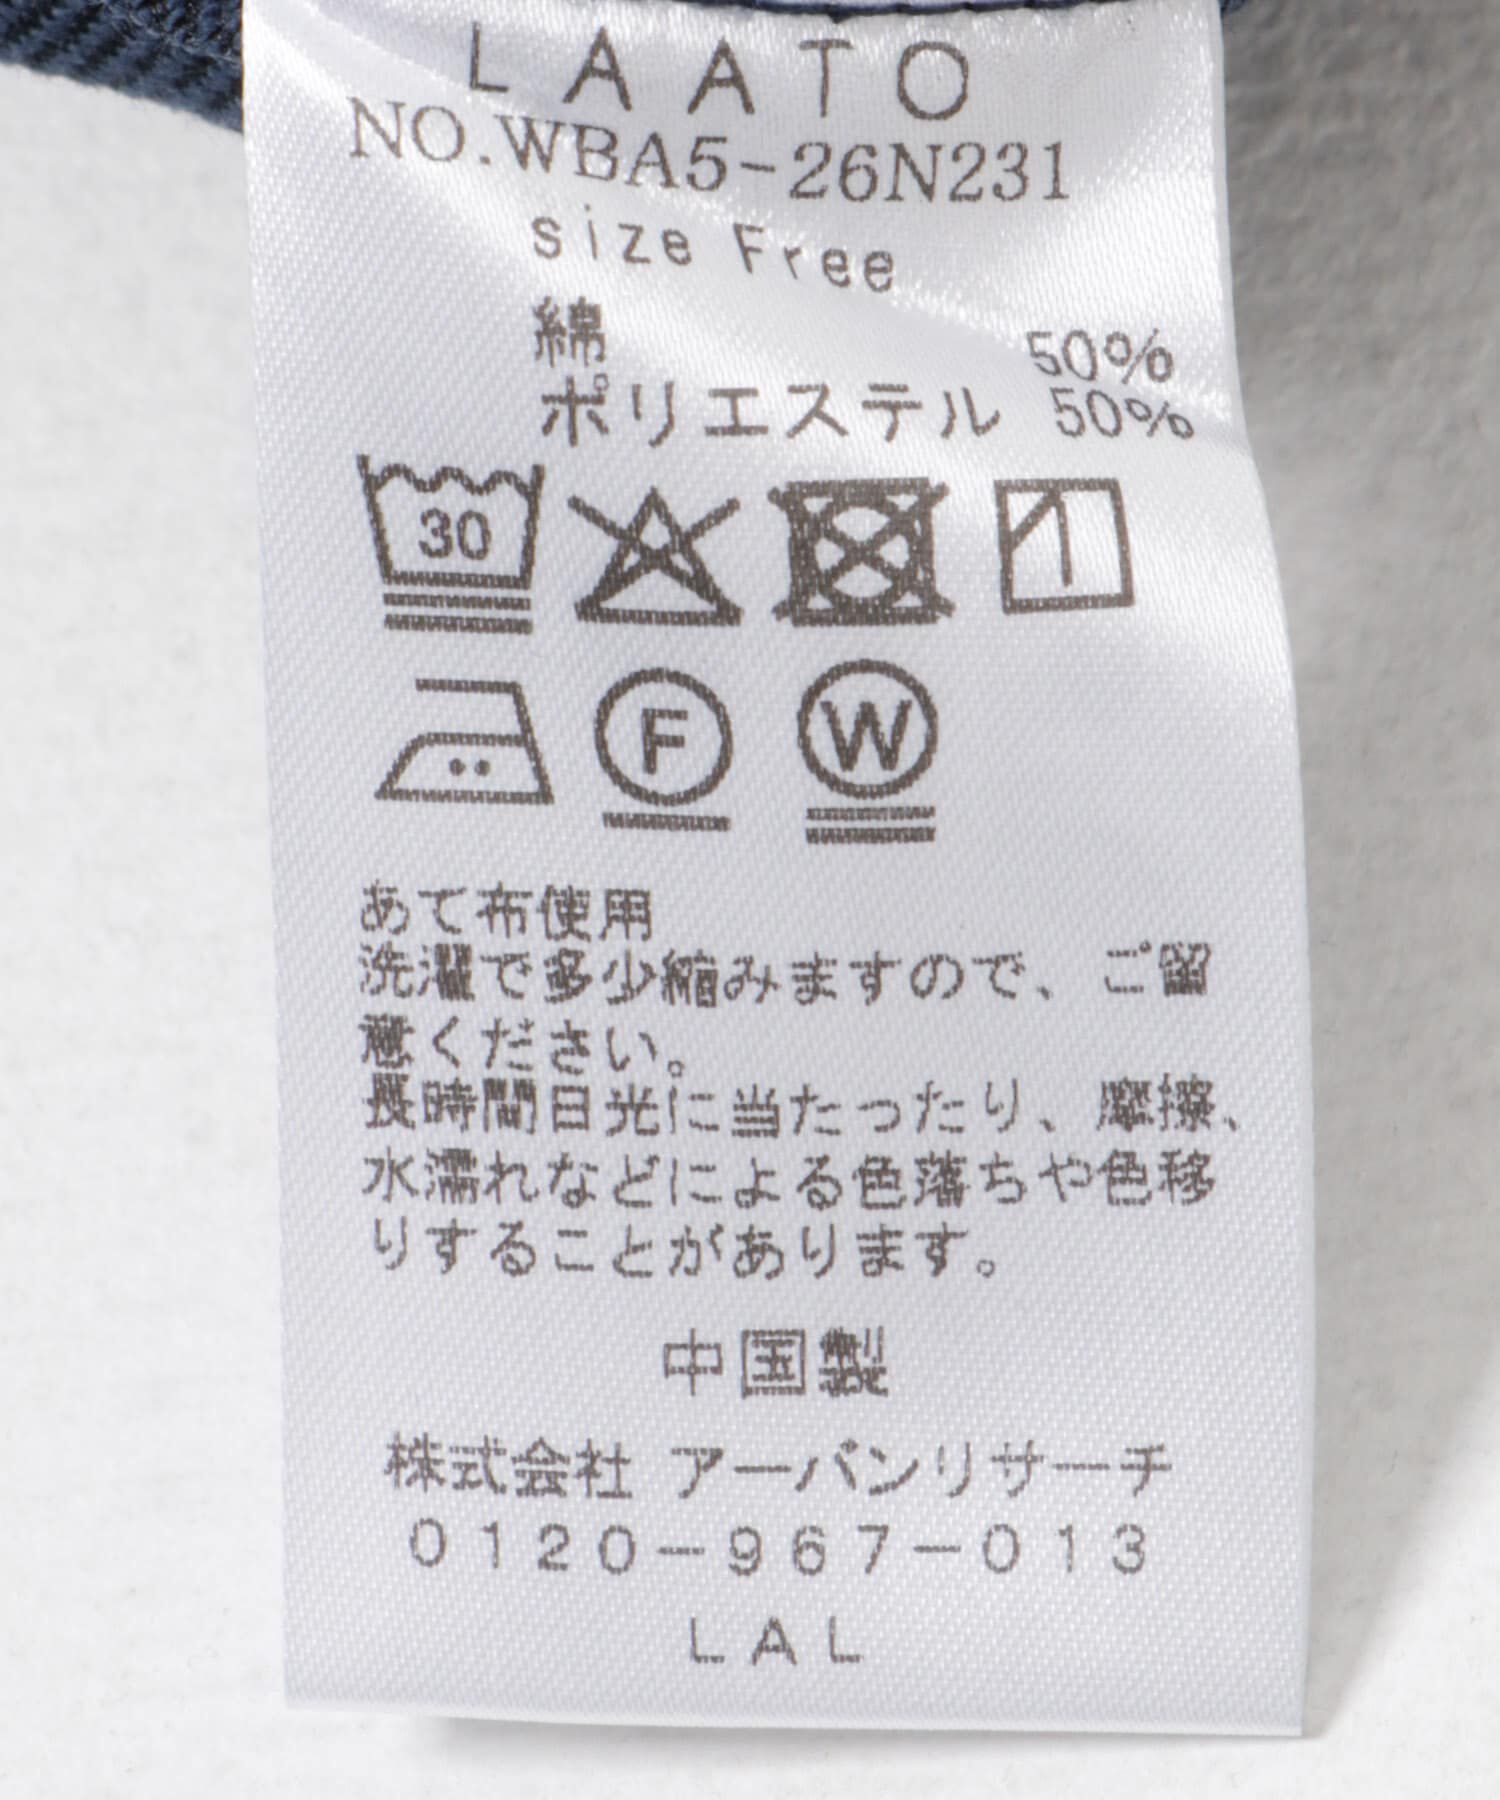 LAATO
NO.WBA5-26N231
size Free
綿 50%
ポリエステル 50%
30
F W
あて布使用
洗濯で多少縮みますので、ご留
意ください。
長時間日光に当たったり、摩擦、
水濡れなどによる色落ちや色移
りすることがあります。
中国製
株式会社 アーバンリサーチ
0120-967-013
LAL